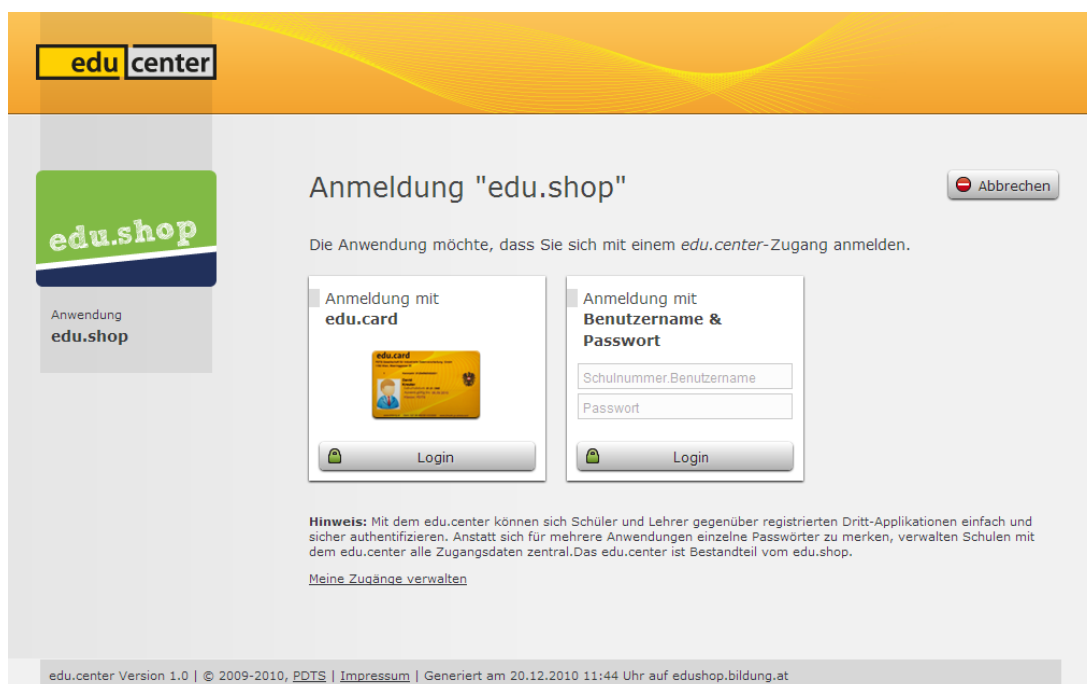 edu center
edu.shop
Anwendung
edu.shop
Anmeldung "edu.shop"
Abbrechen
Die Anwendung möchte, dass Sie sich mit einem edu.center-Zugang anmelden.
Anmeldung mit
edu.card
edu.card
Login
Anmeldung mit
Benutzername &
Passwort
Schulnummer.Benutzername
Passwort
Login
Hinweis: Mit dem edu.center können sich Schüler und Lehrer gegenüber registrierten Dritt-Applikationen einfach und
sicher authentifizieren. Anstatt sich für mehrere Anwendungen einzelne Passwörter zu merken, verwalten Schulen mit
dem edu.center alle Zugangsdaten zentral.Das edu.center ist Bestandteil vom edu.shop.
Meine Zugänge verwalten
edu.center Version 1.0 | © 2009-2010, PDTS | Impressum | Generiert am 20.12.2010 11:44 Uhr auf edushop.bildung.at